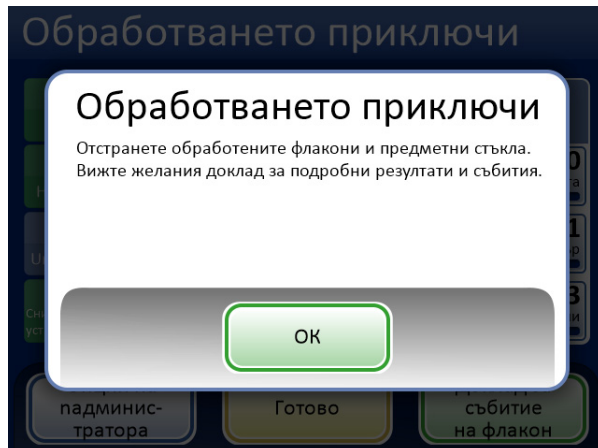 Обработването приключи
Обработването приключи
Отстранете обработените флакони и предметни стъкла.
Вижте желания доклад за подробни резултати и събития.
ОК
падминис-
тратора
Готово
събитие
на флакон